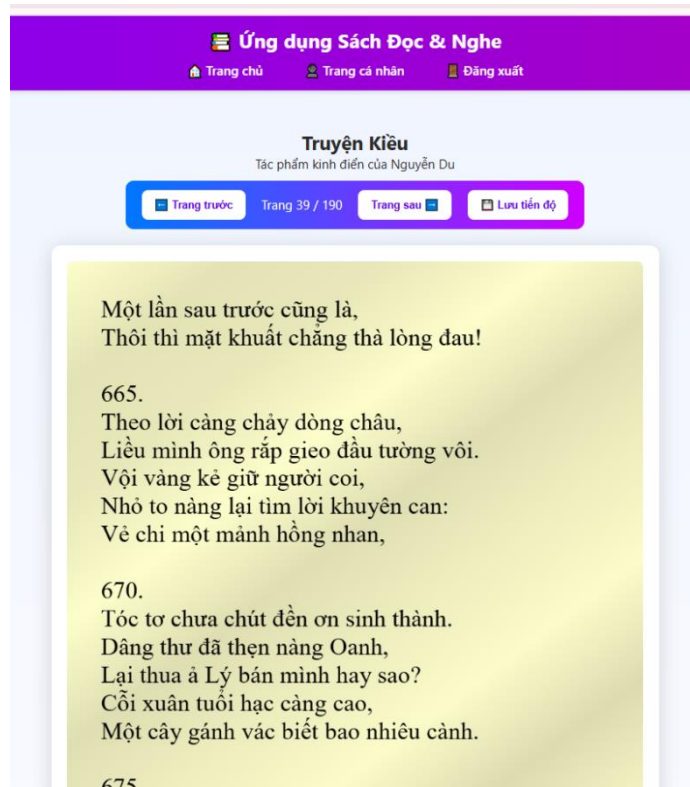 Ứng dụng Sách Đọc & Nghe
Trang chủ Trang cá nhân Đăng xuất
Truyện Kiều
Tác phẩm kinh điển của Nguyễn Du
Trang trước Trang 39 / 190 Trang sau Lưu tiến độ
Một lần sau trước cũng là,
Thôi thì mặt khuất chẳng thà lòng đau!
665.
Theo lời càng chảy dòng châu,
Liều mình ông rắp gieo đầu tường vôi.
Vội vàng kẻ giữ người coi,
Nhỏ to nàng lại tìm lời khuyên can:
Vẻ chi một mảnh hồng nhan,
670.
Tóc tơ chưa chút đền ơn sinh thành.
Dâng thư đã thẹn nàng Oanh,
Lại thua ả Lý bán mình hay sao?
Cỗi xuân tuổi hạc càng cao,
Một cây gánh vác biết bao nhiêu cành.
675